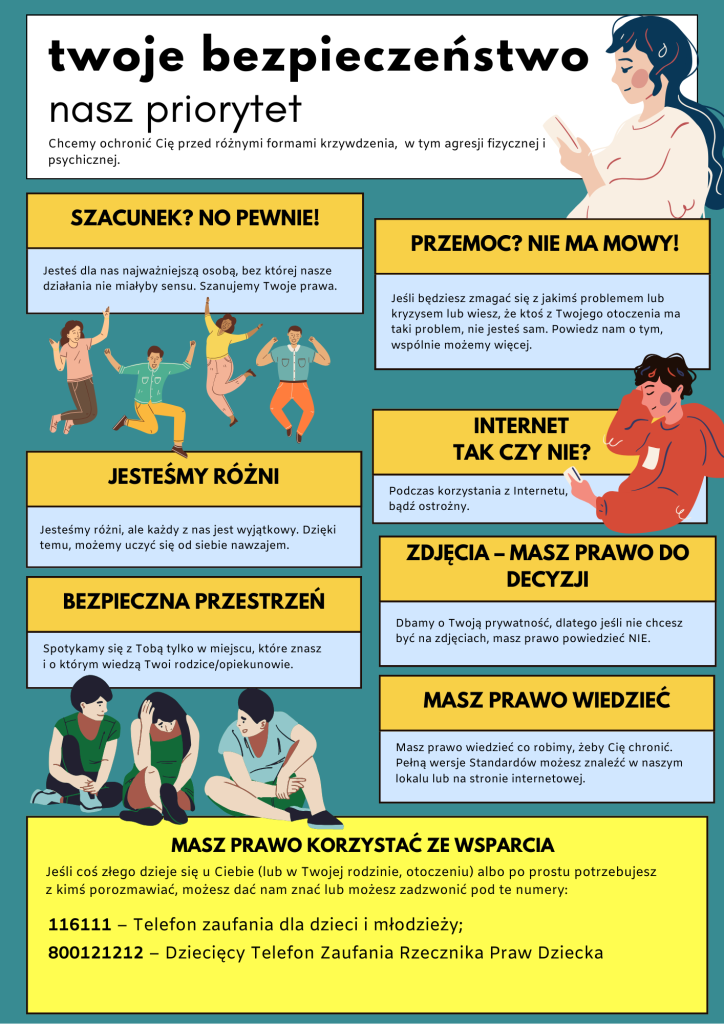 twoje bezpieczeństwo
nasz priorytet
Chcemy ochronić Cię przed różnymi formami krzywdzenia, w tym agresji fizycznej i
psychicznej.
SZACUNEK? NO PEWNIE!
Jesteś dla nas najważniejszą osobą, bez której nasze
działania nie miałyby sensu. Szanujemy Twoje prawa.
PRZEMOC? NIE MA MOWY!
Jeśli będziesz zmagać się z jakimś problemem lub
kryzysem lub wiesz, że ktoś z Twojego otoczenia ma
taki problem, nie jesteś sam. Powiedz nam o tym,
wspólnie możemy więcej.
INTERNET
TAK CZY NIE?
Podczas korzystania z Internetu,
bądź ostrożny.
JESTEŚMY RÓŻNI
Jesteśmy różni, ale każdy z nas jest wyjątkowy. Dzięki
temu, możemy uczyć się od siebie nawzajem.
ZDJĘCIA – MASZ PRAWO DO
DECYZJI
Dbamy o Twoją prywatność, dlatego jeśli nie chcesz
być na zdjęciach, masz prawo powiedzieć NIE.
BEZPIECZNA PRZESTRZEŃ
Spotykamy się z Tobą tylko w miejscu, które znasz
i o którym wiedzą Twoi rodzice/opiekunowie.
MASZ PRAWO WIEDZIEĆ
Masz prawo wiedzieć co robimy, żeby Cię chronić.
Pełną wersje Standardów możesz znaleźć w naszym
lokalu lub na stronie internetowej.
MASZ PRAWO KORZYSTAĆ ZE WSPARCIA
Jeśli coś złego dzieje się u Ciebie (lub w Twojej rodzinie, otoczeniu) albo po prostu potrzebujesz
z kimś porozmawiać, możesz dać nam znać lub możesz zadzwonić pod te numery:
116111 – Telefon zaufania dla dzieci i młodzieży;
800121212 – Dziecięcy Telefon Zaufania Rzecznika Praw Dziecka